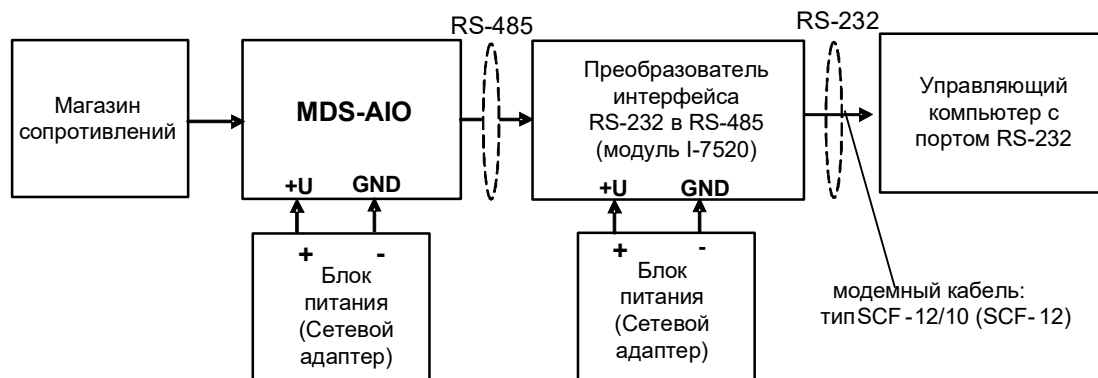 RS-485
RS-232
Магазин
сопротивлений
MDS-AIO
+U GND
Преобразователь
интерфейса
RS-232 в RS-485
(модуль I-7520)
+U GND
Управляющий
компьютер с
портом RS-232
+ -
Блок
питания
(Сетевой
адаптер)
+ -
Блок
питания
(Сетевой
адаптер)
модемный кабель:
тип SCF -12/10 (SCF- 12)